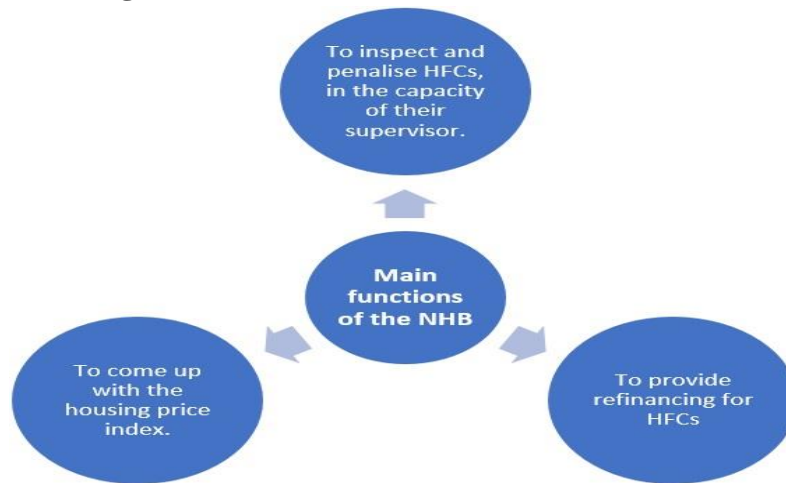 To inspect and
penalise HFCs,
in the capacity
of their
supervisor.
Main
functions
of the NHB
To come up
with the
housing price
index.
To provide
refinancing for
HFCs